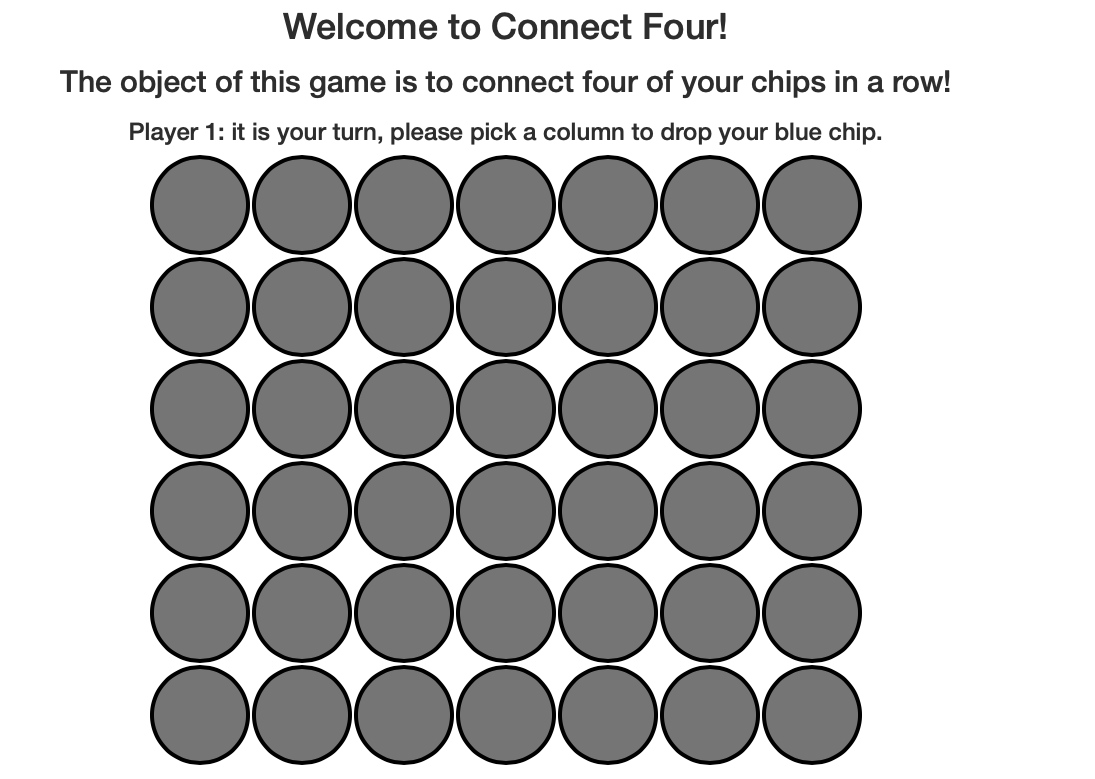 Welcome to Connect Four!
The object of this game is to connect four of your chips in a row!
Player 1: it is your turn, please pick a column to drop your blue chip.